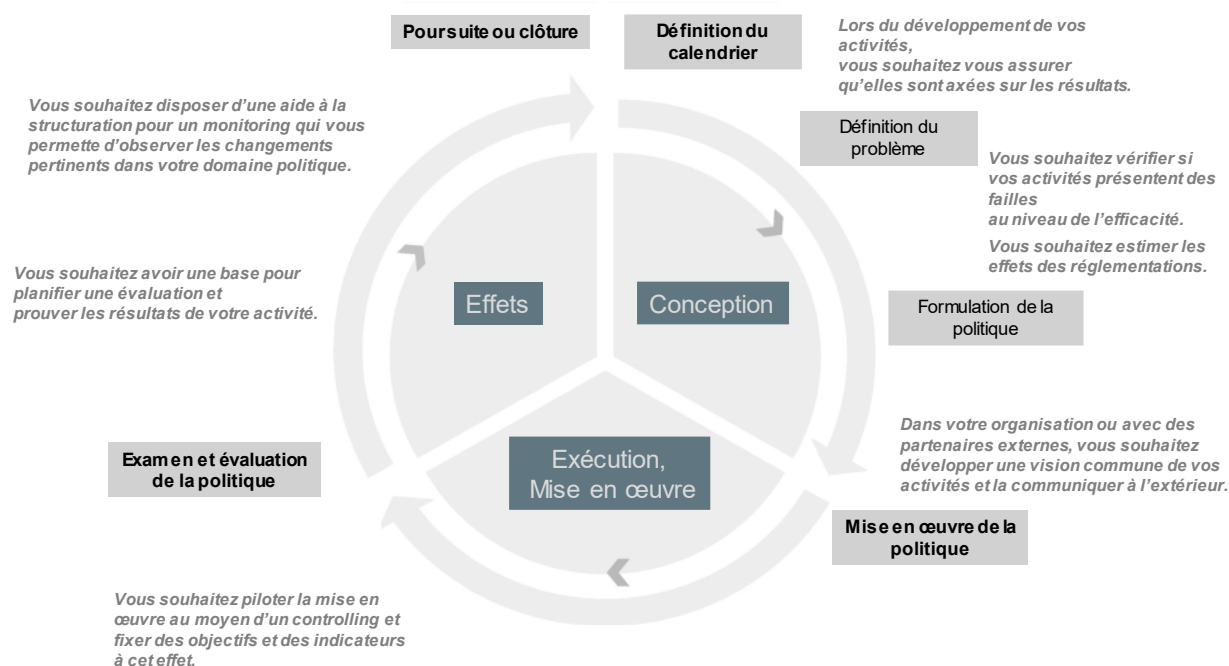 Poursuite ou clôture
Définition du
calendrier
Lors du développement de vos
activités,
vous souhaitez vous assurer
qu'elles sont axées sur les résultats.
Vous souhaitez disposer d'une aide à la
structuration pour un monitoring qui vous
permette d'observer les changements
pertinents dans votre domaine politique.
Définition du
problème
Vous souhaitez vérifier si
vos activités présentent des
failles
au niveau de l'efficacité.
Vous souhaitez estimer les
effets des réglementations.
Vous souhaitez avoir une base pour
planifier une évaluation et
prouver les résultats de votre activité.
Effets
Conception
Formulation de la
politique
Dans votre organisation ou avec des
partenaires externes, vous souhaitez
développer une vision commune de vos
activités et la communiquer à l'extérieur.
Examen et évaluation
de la politique
Exécution,
Mise en œuvre
Mise en œuvre de la
politique
Vous souhaitez piloter la mise en
œuvre au moyen d'un controlling et
fixer des objectifs et des indicateurs
à cet effet.